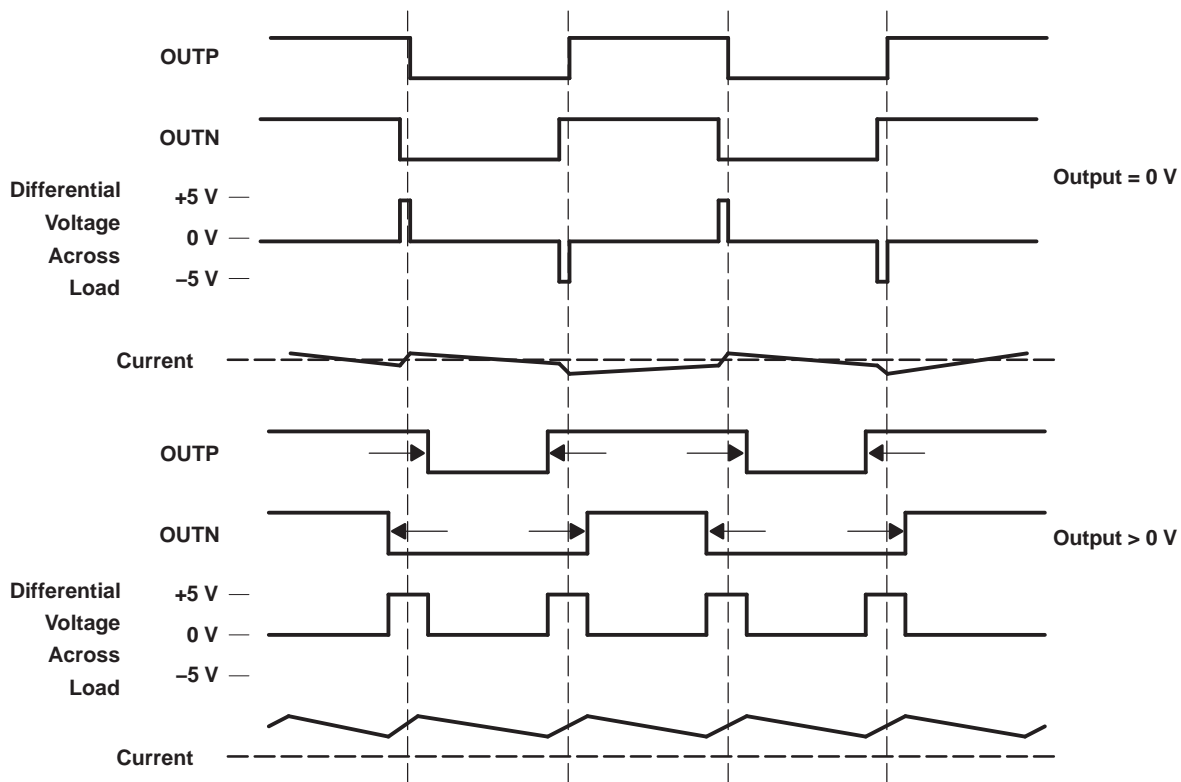 OUTP
OUTN
Output = 0 V
Differential
Voltage
Across
Load
+5 V
0 V
–5 V
Current
OUTP
OUTN
Output > 0 V
Differential
Voltage
Across
Load
+5 V
0 V
–5 V
Current